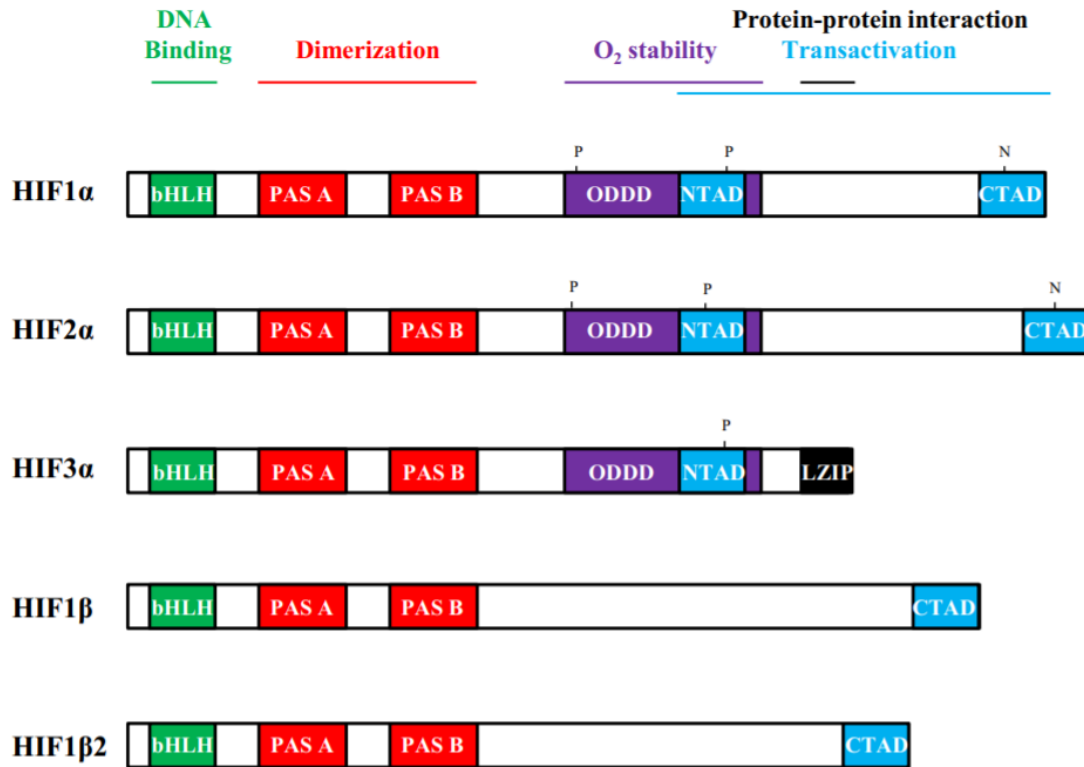 DNA
Binding
Dimerization
O₂ stability
Protein-protein interaction
Transactivation
P P N
HIF1α bHLH PAS A PAS B ODDD NTAD CTAD
P P N
HIF2α bHLH PAS A PAS B ODDD NTAD CTAD
P
HIF3α bHLH PAS A PAS B ODDD NTAD LZIP
HIF1β bHLH PAS A PAS B CTAD
HIF1β2 bHLH PAS A PAS B CTAD